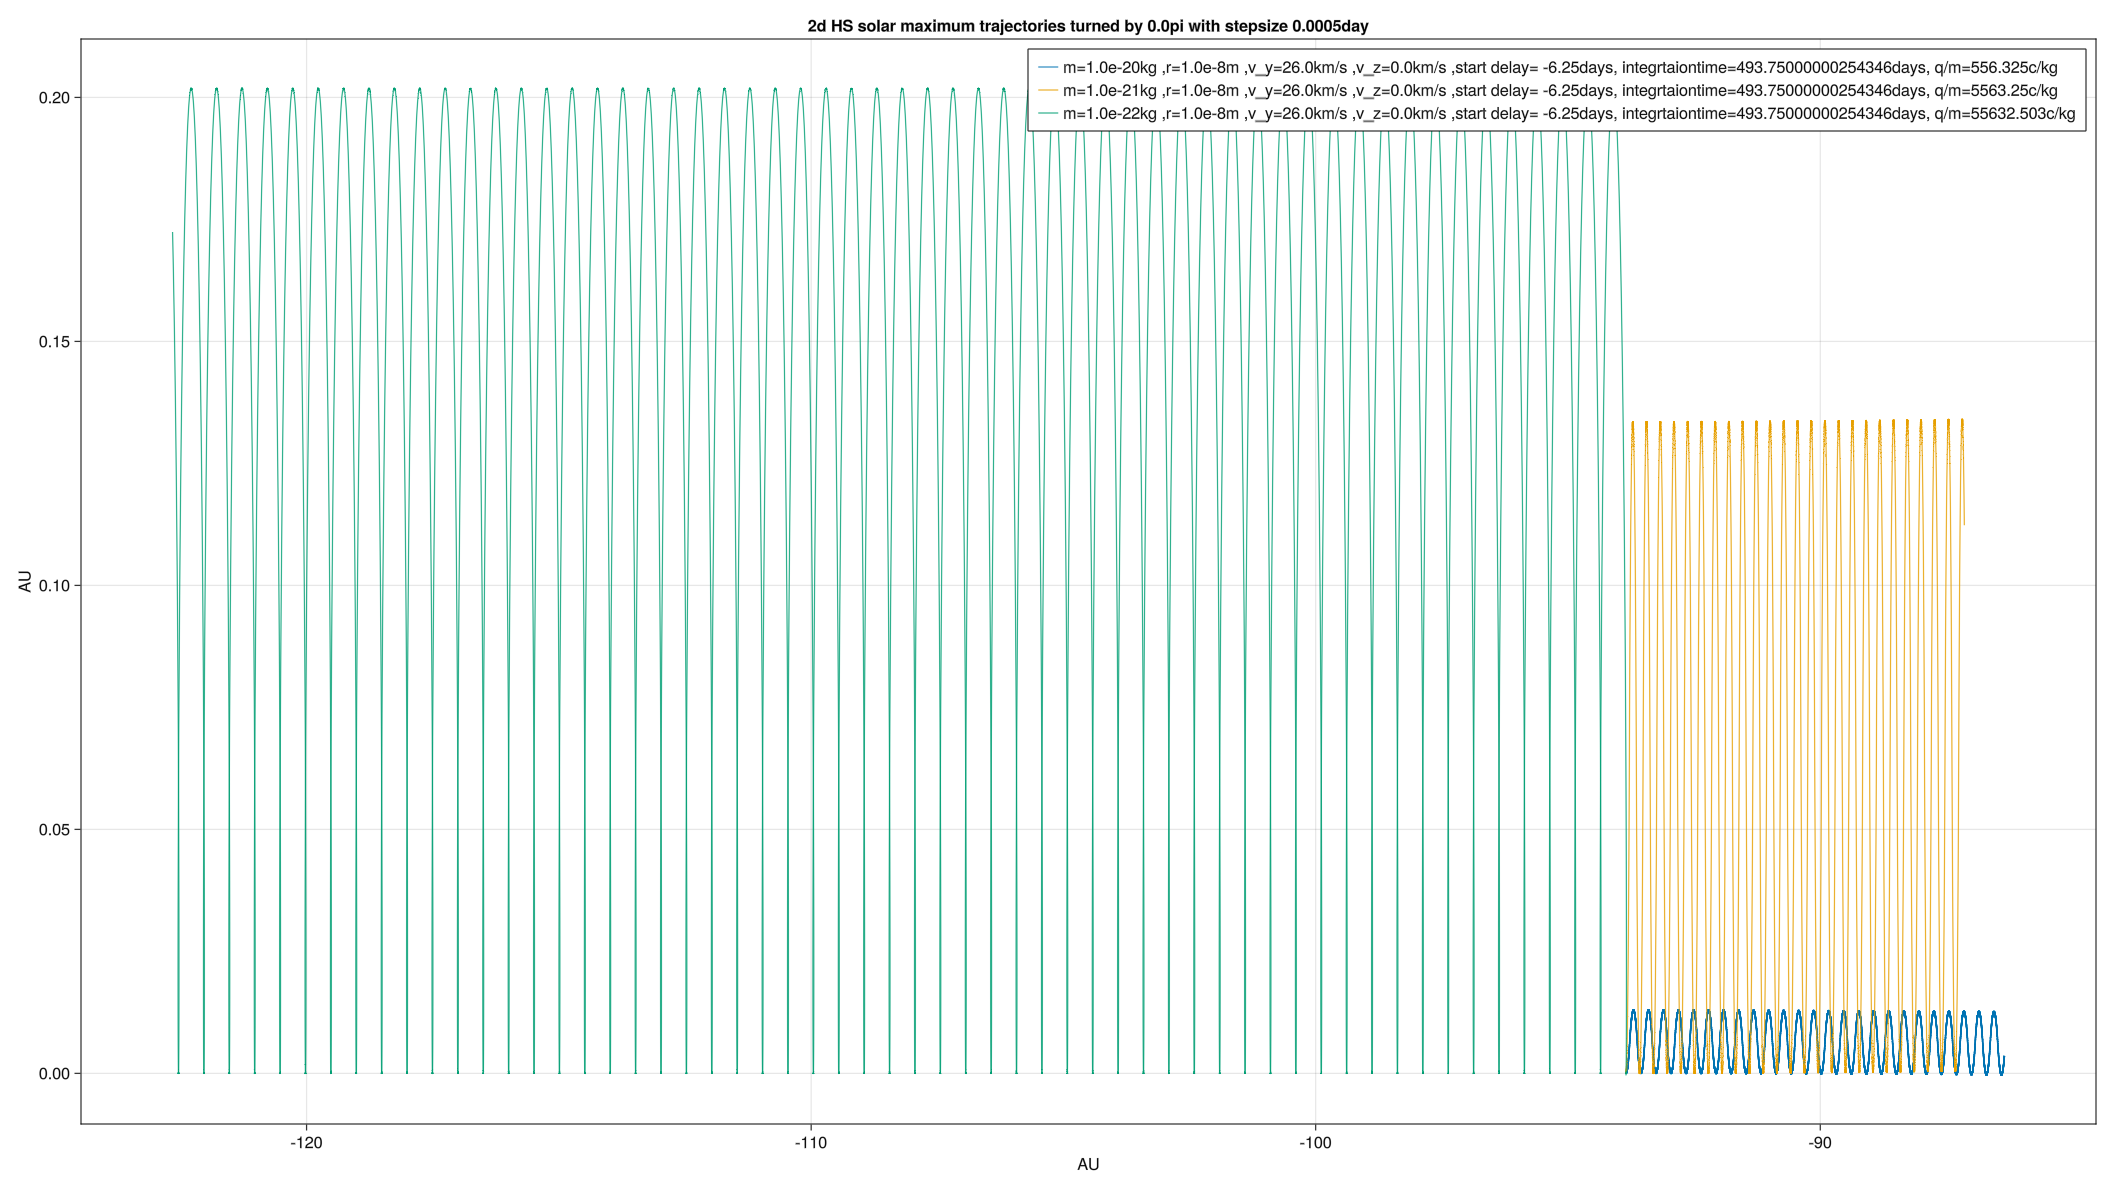 2d HS solar maximum trajectories turned by 0.0pi with stepsize 0.0005day
m=1.0e-20kg ,r=1.0e-8m ,v_y=26.0km/s ,v_z=0.0km/s ,start delay= -6.25days, integrtaiontime=493.75000000254346days, q/m=556.325c/kg
m=1.0e-21kg ,r=1.0e-8m ,v_y=26.0km/s ,v_z=0.0km/s ,start delay= -6.25days, integrtaiontime=493.75000000254346days, q/m=5563.25c/kg
m=1.0e-22kg ,r=1.0e-8m ,v_y=26.0km/s ,v_z=0.0km/s ,start delay= -6.25days, integrtaiontime=493.75000000254346days, q/m=55632.503c/kg
0.20
0.15
0.10
0.05
0.00
AU
-120 -110 -100 -90
AU